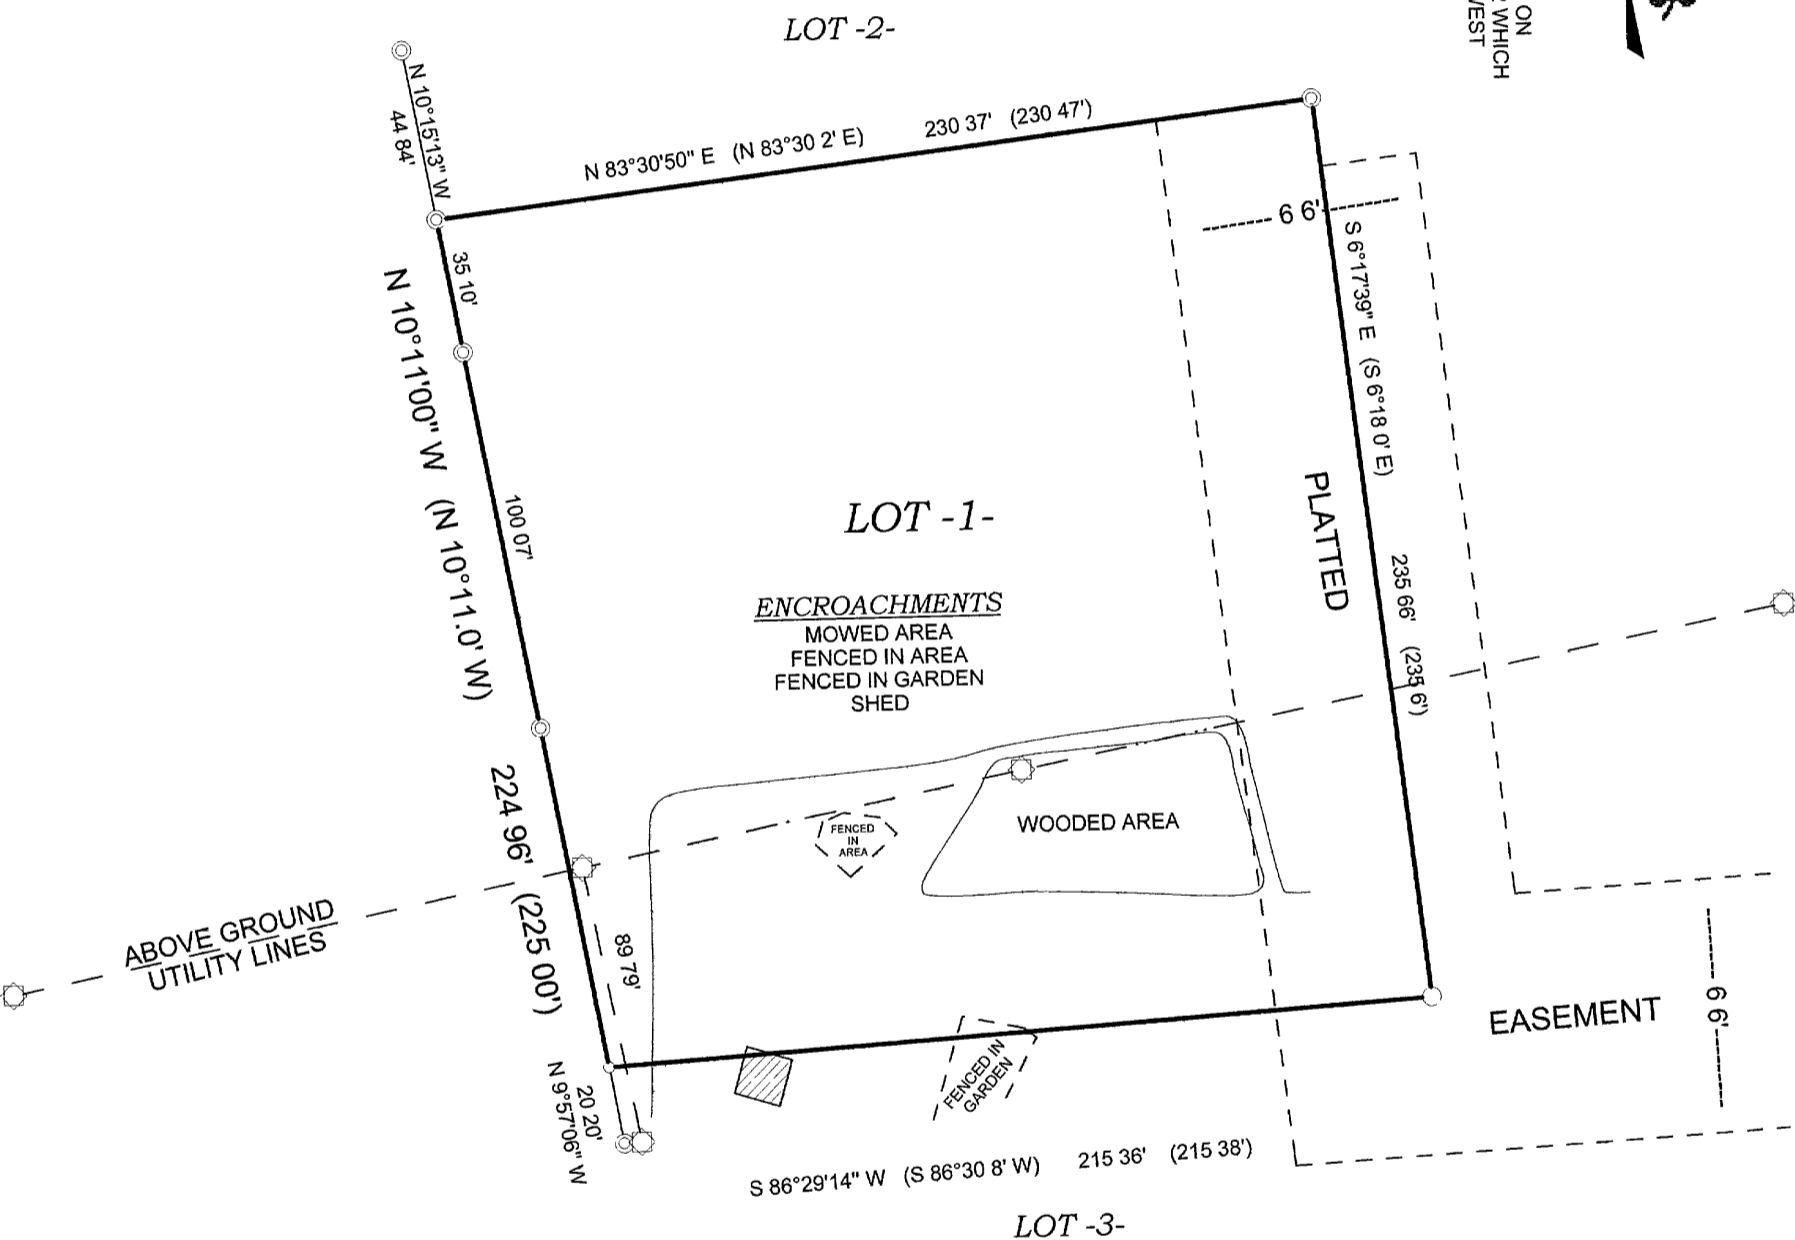 LOT -2-
ON
WHICH
WEST
N 10°15'13" W
44 84'
N 83°30'50" E (N 83°30 2' E) 230 37' (230 47')
6 6'
35 10'
N 10°11'00" W (N 10°11.0' W)
100 07'
224 96' (225 00')
89 79'
S 6°17'39" E (S 6°18 0' E)
235 66' (235 6')
PLATTED
LOT -1-
ENCROACHMENTS
MOWED AREA
FENCED IN AREA
FENCED IN GARDEN
SHED
WOODED AREA
FENCED
IN
AREA
ABOVE GROUND
UTILITY LINES
EASEMENT
6 6'
FENCED IN
GARDEN
20 20'
N 9°57'06" W
S 86°29'14" W (S 86°30 8' W) 215 36' (215 38')
LOT -3-